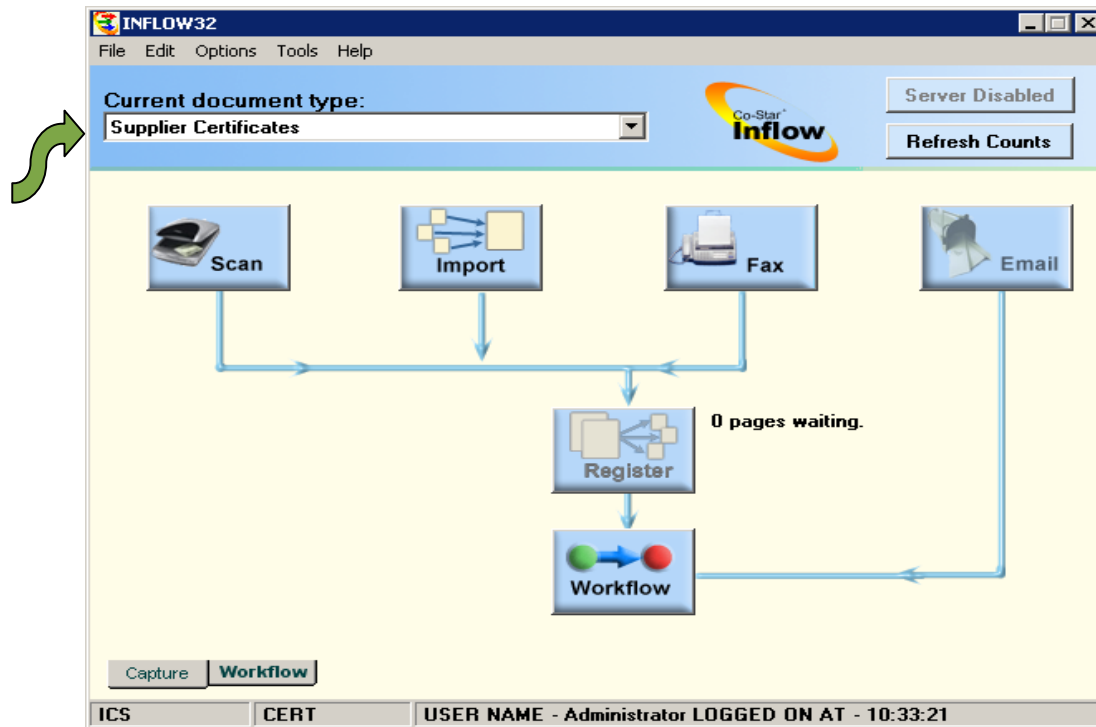 INFLOW32
File Edit Options Tools Help
Current document type:
Supplier Certificates
Co-Star*
Inflow
Server Disabled
Refresh Counts
Scan
Import
Fax
Email
0 pages waiting.
Register
Workflow
Capture Workflow
ICS CERT USER NAME - Administrator LOGGED ON AT - 10:33:21